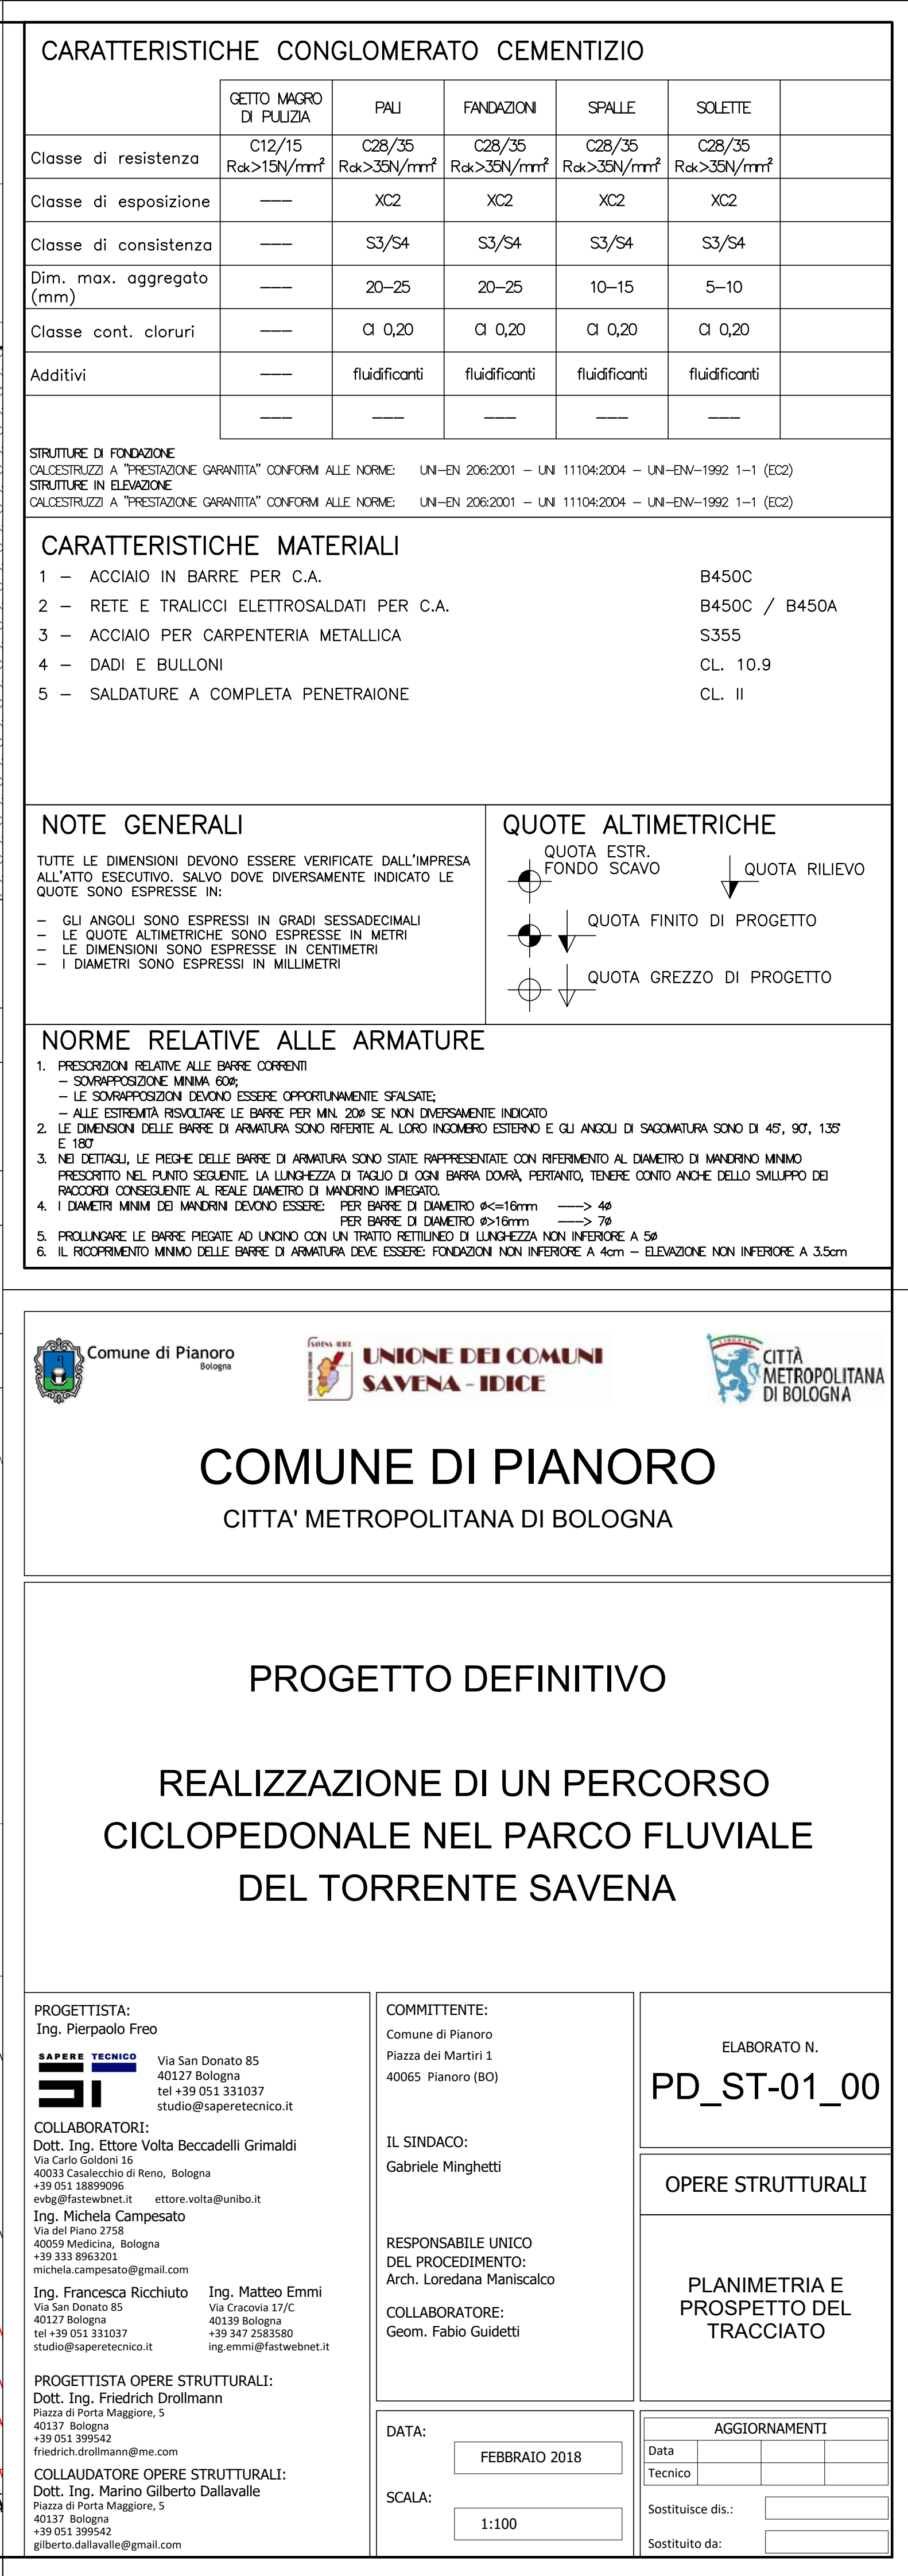 CARATTERISTICHE CONGLOMERATO CEMENTIZIO
GETTO MAGRO DI PULIZIA PALI FANDAZIONI SPALLE SOLETTE
Classe di resistenza C12/15 Rck>15N/mm² C28/35 Rck>35N/mm² C28/35 Rck>35N/mm² C28/35 Rck>35N/mm² C28/35 Rck>35N/mm²
Classe di esposizione ——— XC2 XC2 XC2 XC2
Classe di consistenza ——— S3/S4 S3/S4 S3/S4 S3/S4
Dim. max. aggregato (mm) ——— 20–25 20–25 10–15 5–10
Classe cont. cloruri ——— Cl 0,20 Cl 0,20 Cl 0,20 Cl 0,20
Additivi ——— fluidificanti fluidificanti fluidificanti fluidificanti
——— ——— ——— ——— ———
STRUTTURE DI FONDAZIONE
CALCESTRUZZI A "PRESTAZIONE GARANTITA" CONFORMI ALLE NORME: UNI–EN 206:2001 – UNI 11104:2004 – UNI–ENV–1992 1–1 (EC2)
STRUTTURE IN ELEVAZIONE
CALCESTRUZZI A "PRESTAZIONE GARANTITA" CONFORMI ALLE NORME: UNI–EN 206:2001 – UNI 11104:2004 – UNI–ENV–1992 1–1 (EC2)
CARATTERISTICHE MATERIALI
1 – ACCIAIO IN BARRE PER C.A. B450C
2 – RETE E TRALICCI ELETTROSALDATI PER C.A. B450C / B450A
3 – ACCIAIO PER CARPENTERIA METALLICA S355
4 – DADI E BULLONI CL. 10.9
5 – SALDATURE A COMPLETA PENETRAIONE CL. II
NOTE GENERALI
TUTTE LE DIMENSIONI DEVONO ESSERE VERIFICATE DALL'IMPRESA
ALL'ATTO ESECUTIVO. SALVO DOVE DIVERSAMENTE INDICATO LE
QUOTE SONO ESPRESSE IN:
– GLI ANGOLI SONO ESPRESSI IN GRADI SESSADECIMALI
– LE QUOTE ALTIMETRICHE SONO ESPRESSE IN METRI
– LE DIMENSIONI SONO ESPRESSE IN CENTIMETRI
– I DIAMETRI SONO ESPRESSI IN MILLIMETRI
QUOTE ALTIMETRICHE
QUOTA ESTR.
FONDO SCAVO
QUOTA RILIEVO
QUOTA FINITO DI PROGETTO
QUOTA GREZZO DI PROGETTO
NORME RELATIVE ALLE ARMATURE
1. PRESCRIZIONI RELATIVE ALLE BARRE CORRENTI
– SOVRAPPOSIZIONE MINIMA 60ø;
– LE SOVRAPPOSIZIONI DEVONO ESSERE OPPORTUNAMENTE SFALSATE;
– ALLE ESTREMITÀ RISVOLTARE LE BARRE PER MIN. 20ø SE NON DIVERSAMENTE INDICATO
2. LE DIMENSIONI DELLE BARRE DI ARMATURA SONO RIFERITE AL LORO INGOMBRO ESTERNO E GLI ANGOLI DI SAGOMATURA SONO DI 45°, 90°, 135°
E 180°
3. NEI DETTAGLI, LE PIEGHE DELLE BARRE DI ARMATURA SONO STATE RAPPRESENTATE CON RIFERIMENTO AL DIAMETRO DI MANDRINO MINIMO
PRESCRITTO NEL PUNTO SEGUENTE. LA LUNGHEZZA DI TAGLIO DI OGNI BARRA DOVRÀ, PERTANTO, TENERE CONTO ANCHE DELLO SVILUPPO DEI
RACCORDI CONSEGUENTE AL REALE DIAMETRO DI MANDRINO IMPIEGATO.
4. I DIAMETRI MINIMI DEI MANDRINI DEVONO ESSERE: PER BARRE DI DIAMETRO ø<=16mm ———> 4ø
PER BARRE DI DIAMETRO ø>16mm ———> 7ø
5. PROLUNGARE LE BARRE PIEGATE AD UNCINO CON UN TRATTO RETTILINEO DI LUNGHEZZA NON INFERIORE A 5ø
6. IL RICOPRIMENTO MINIMO DELLE BARRE DI ARMATURA DEVE ESSERE: FONDAZIONI NON INFERIORE A 4cm – ELEVAZIONE NON INFERIORE A 3.5cm
Comune di Pianoro
Bologna
SAVENA - IDICE
UNIONE DEI COMUNI
SAVENA - IDICE
CITTÀ
METROPOLITANA
DI BOLOGNA
COMUNE DI PIANORO
CITTA' METROPOLITANA DI BOLOGNA
PROGETTO DEFINITIVO
REALIZZAZIONE DI UN PERCORSO
CICLOPEDONALE NEL PARCO FLUVIALE
DEL TORRENTE SAVENA
PROGETTISTA:
Ing. Pierpaolo Freo
SAPERE TECNICO
Via San Donato 85
40127 Bologna
tel +39 051 331037
studio@saperetecnico.it
COLLABORATORI:
Dott. Ing. Ettore Volta Beccadelli Grimaldi
Via Carlo Goldoni 16
40033 Casalecchio di Reno, Bologna
+39 051 18899096
evbg@fastewbnet.it ettore.volta@unibo.it
Ing. Michela Campesato
Via del Piano 2758
40059 Medicina, Bologna
+39 333 8963201
michela.campesato@gmail.com
Ing. Francesca Ricchiuto
Via San Donato 85
40127 Bologna
tel +39 051 331037
studio@saperetecnico.it
Ing. Matteo Emmi
Via Cracovia 17/C
40139 Bologna
+39 347 2583580
ing.emmi@fastwebnet.it
PROGETTISTA OPERE STRUTTURALI:
Dott. Ing. Friedrich Drollmann
Piazza di Porta Maggiore, 5
40137 Bologna
+39 051 399542
friedrich.drollmann@me.com
COLLAUDATORE OPERE STRUTTURALI:
Dott. Ing. Marino Gilberto Dallavalle
Piazza di Porta Maggiore, 5
40137 Bologna
+39 051 399542
gilberto.dallavalle@gmail.com
COMMITTENTE:
Comune di Pianoro
Piazza dei Martiri 1
40065 Pianoro (BO)
IL SINDACO:
Gabriele Minghetti
RESPONSABILE UNICO
DEL PROCEDIMENTO:
Arch. Loredana Maniscalco
COLLABORATORE:
Geom. Fabio Guidetti
DATA:
FEBBRAIO 2018
SCALA:
1:100
ELABORATO N.
PD_ST-01_00
OPERE STRUTTURALI
PLANIMETRIA E
PROSPETTO DEL
TRACCIATO
AGGIORNAMENTI
Data
Tecnico
Sostituisce dis.:
Sostituito da: